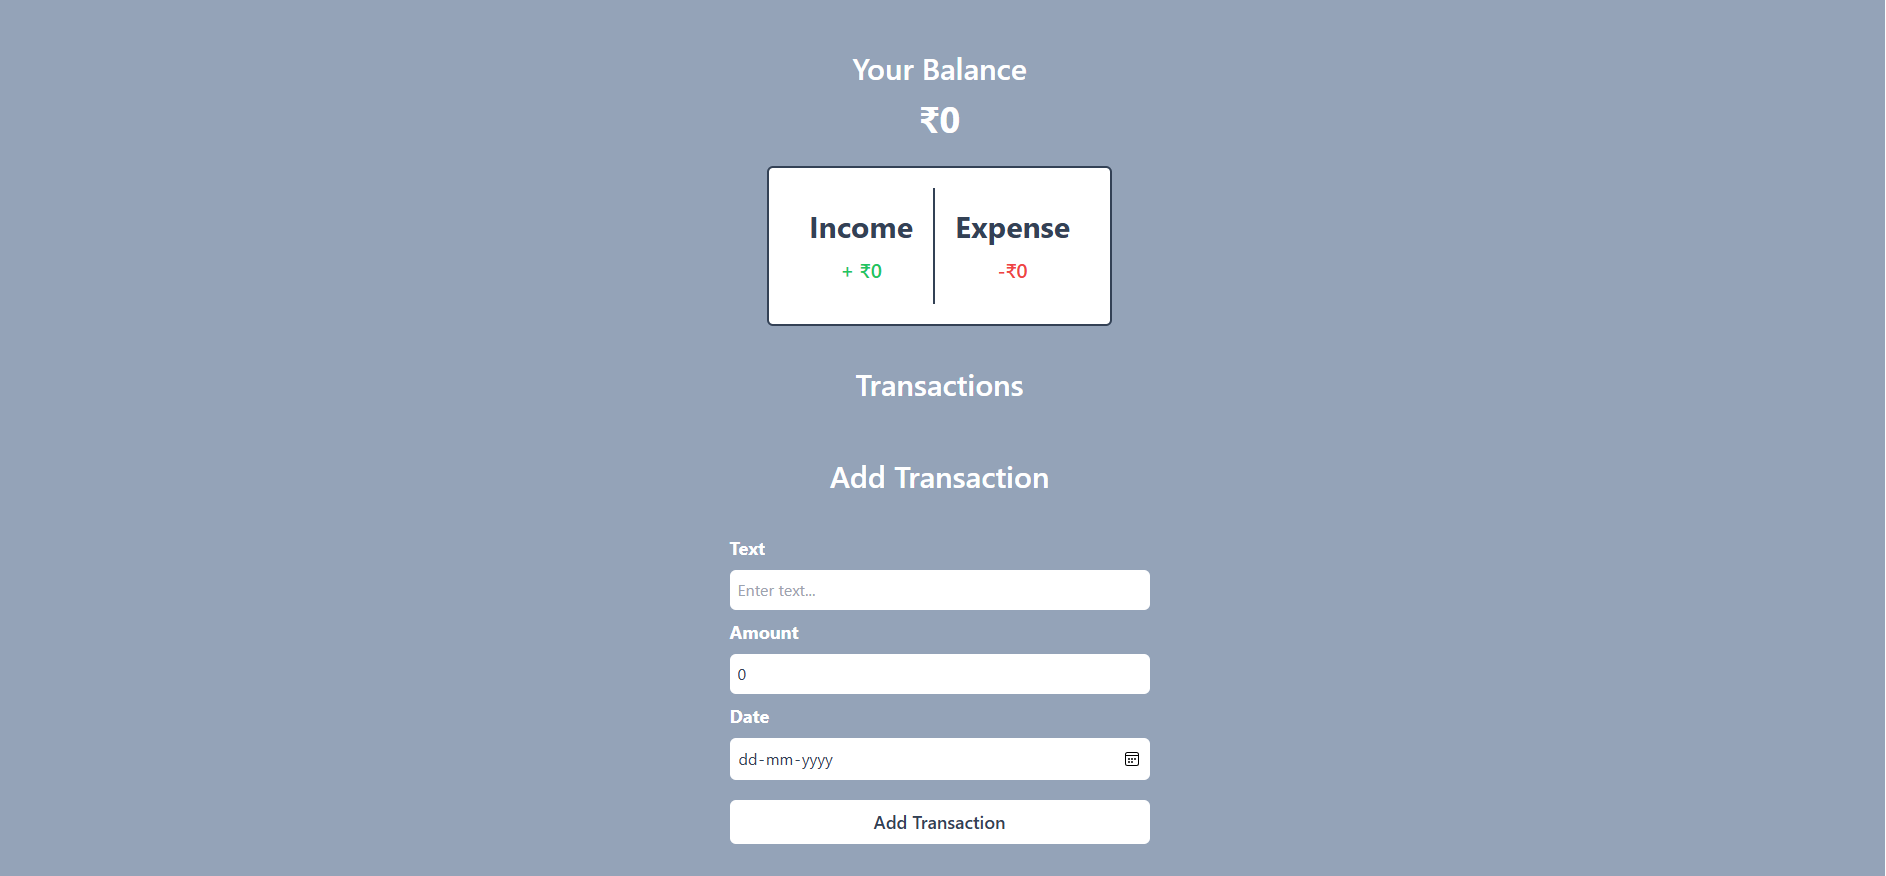 Your Balance
₹0
Income
Expense
+ ₹0
-₹0
Transactions
Add Transaction
Text
Enter text...
Amount
0
Date
dd-mm-yyyy
Add Transaction